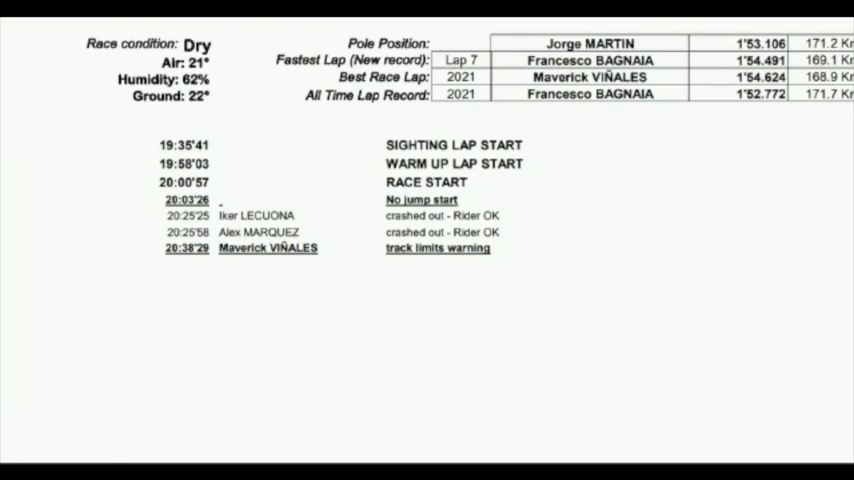 Race condition: Dry Pole Position: Jorge MARTIN 1'53.106 171.2 Kr
Air: 21° Fastest Lap (New record): Lap 7 Francesco BAGNAIA 1'54.491 169.1 Kr
Humidity: 62% Best Race Lap: 2021 Maverick VIÑALES 1'54.624 168.9 Kr
Ground: 22° All Time Lap Record: 2021 Francesco BAGNAIA 1'52.772 171.7 Kr
19:35'41 SIGHTING LAP START
19:58'03 WARM UP LAP START
20:00'57 RACE START
20:03'26 No jump start
20:25'25 Iker LECUONA crashed out - Rider OK
20:25'58 Alex MARQUEZ crashed out - Rider OK
20:38'29 Maverick VIÑALES track limits warning